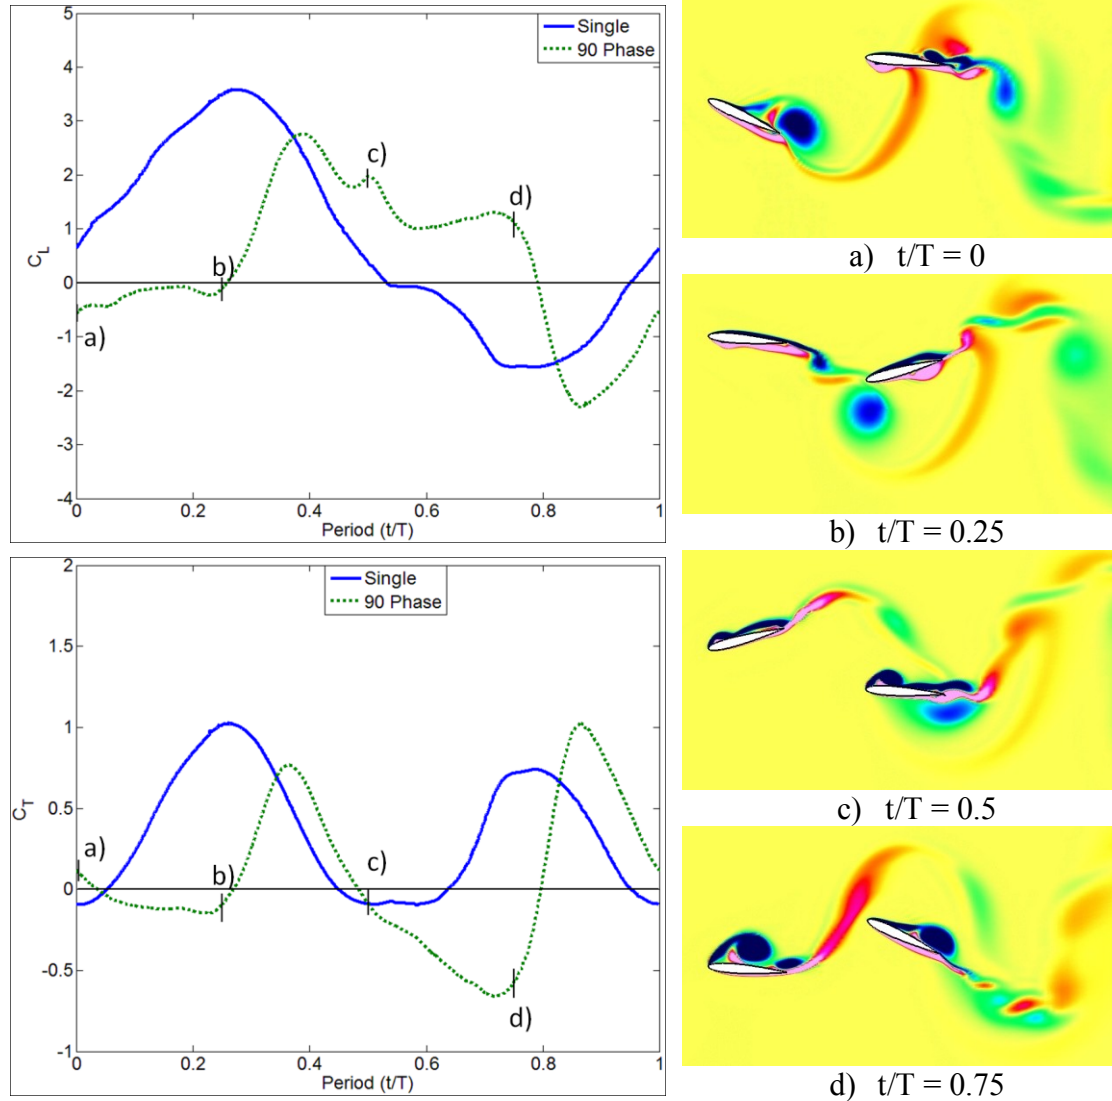 5
4
3
2
1
0
-1
-2
-3
-4
C_L
Single
90 Phase
a)
b)
c)
d)
0 0.2 0.4 0.6 0.8 1
Period (t/T)
2
1.5
1
0.5
0
-0.5
-1
C_T
Single
90 Phase
a)
b)
c)
d)
0 0.2 0.4 0.6 0.8 1
Period (t/T)
a) t/T = 0
b) t/T = 0.25
c) t/T = 0.5
d) t/T = 0.75